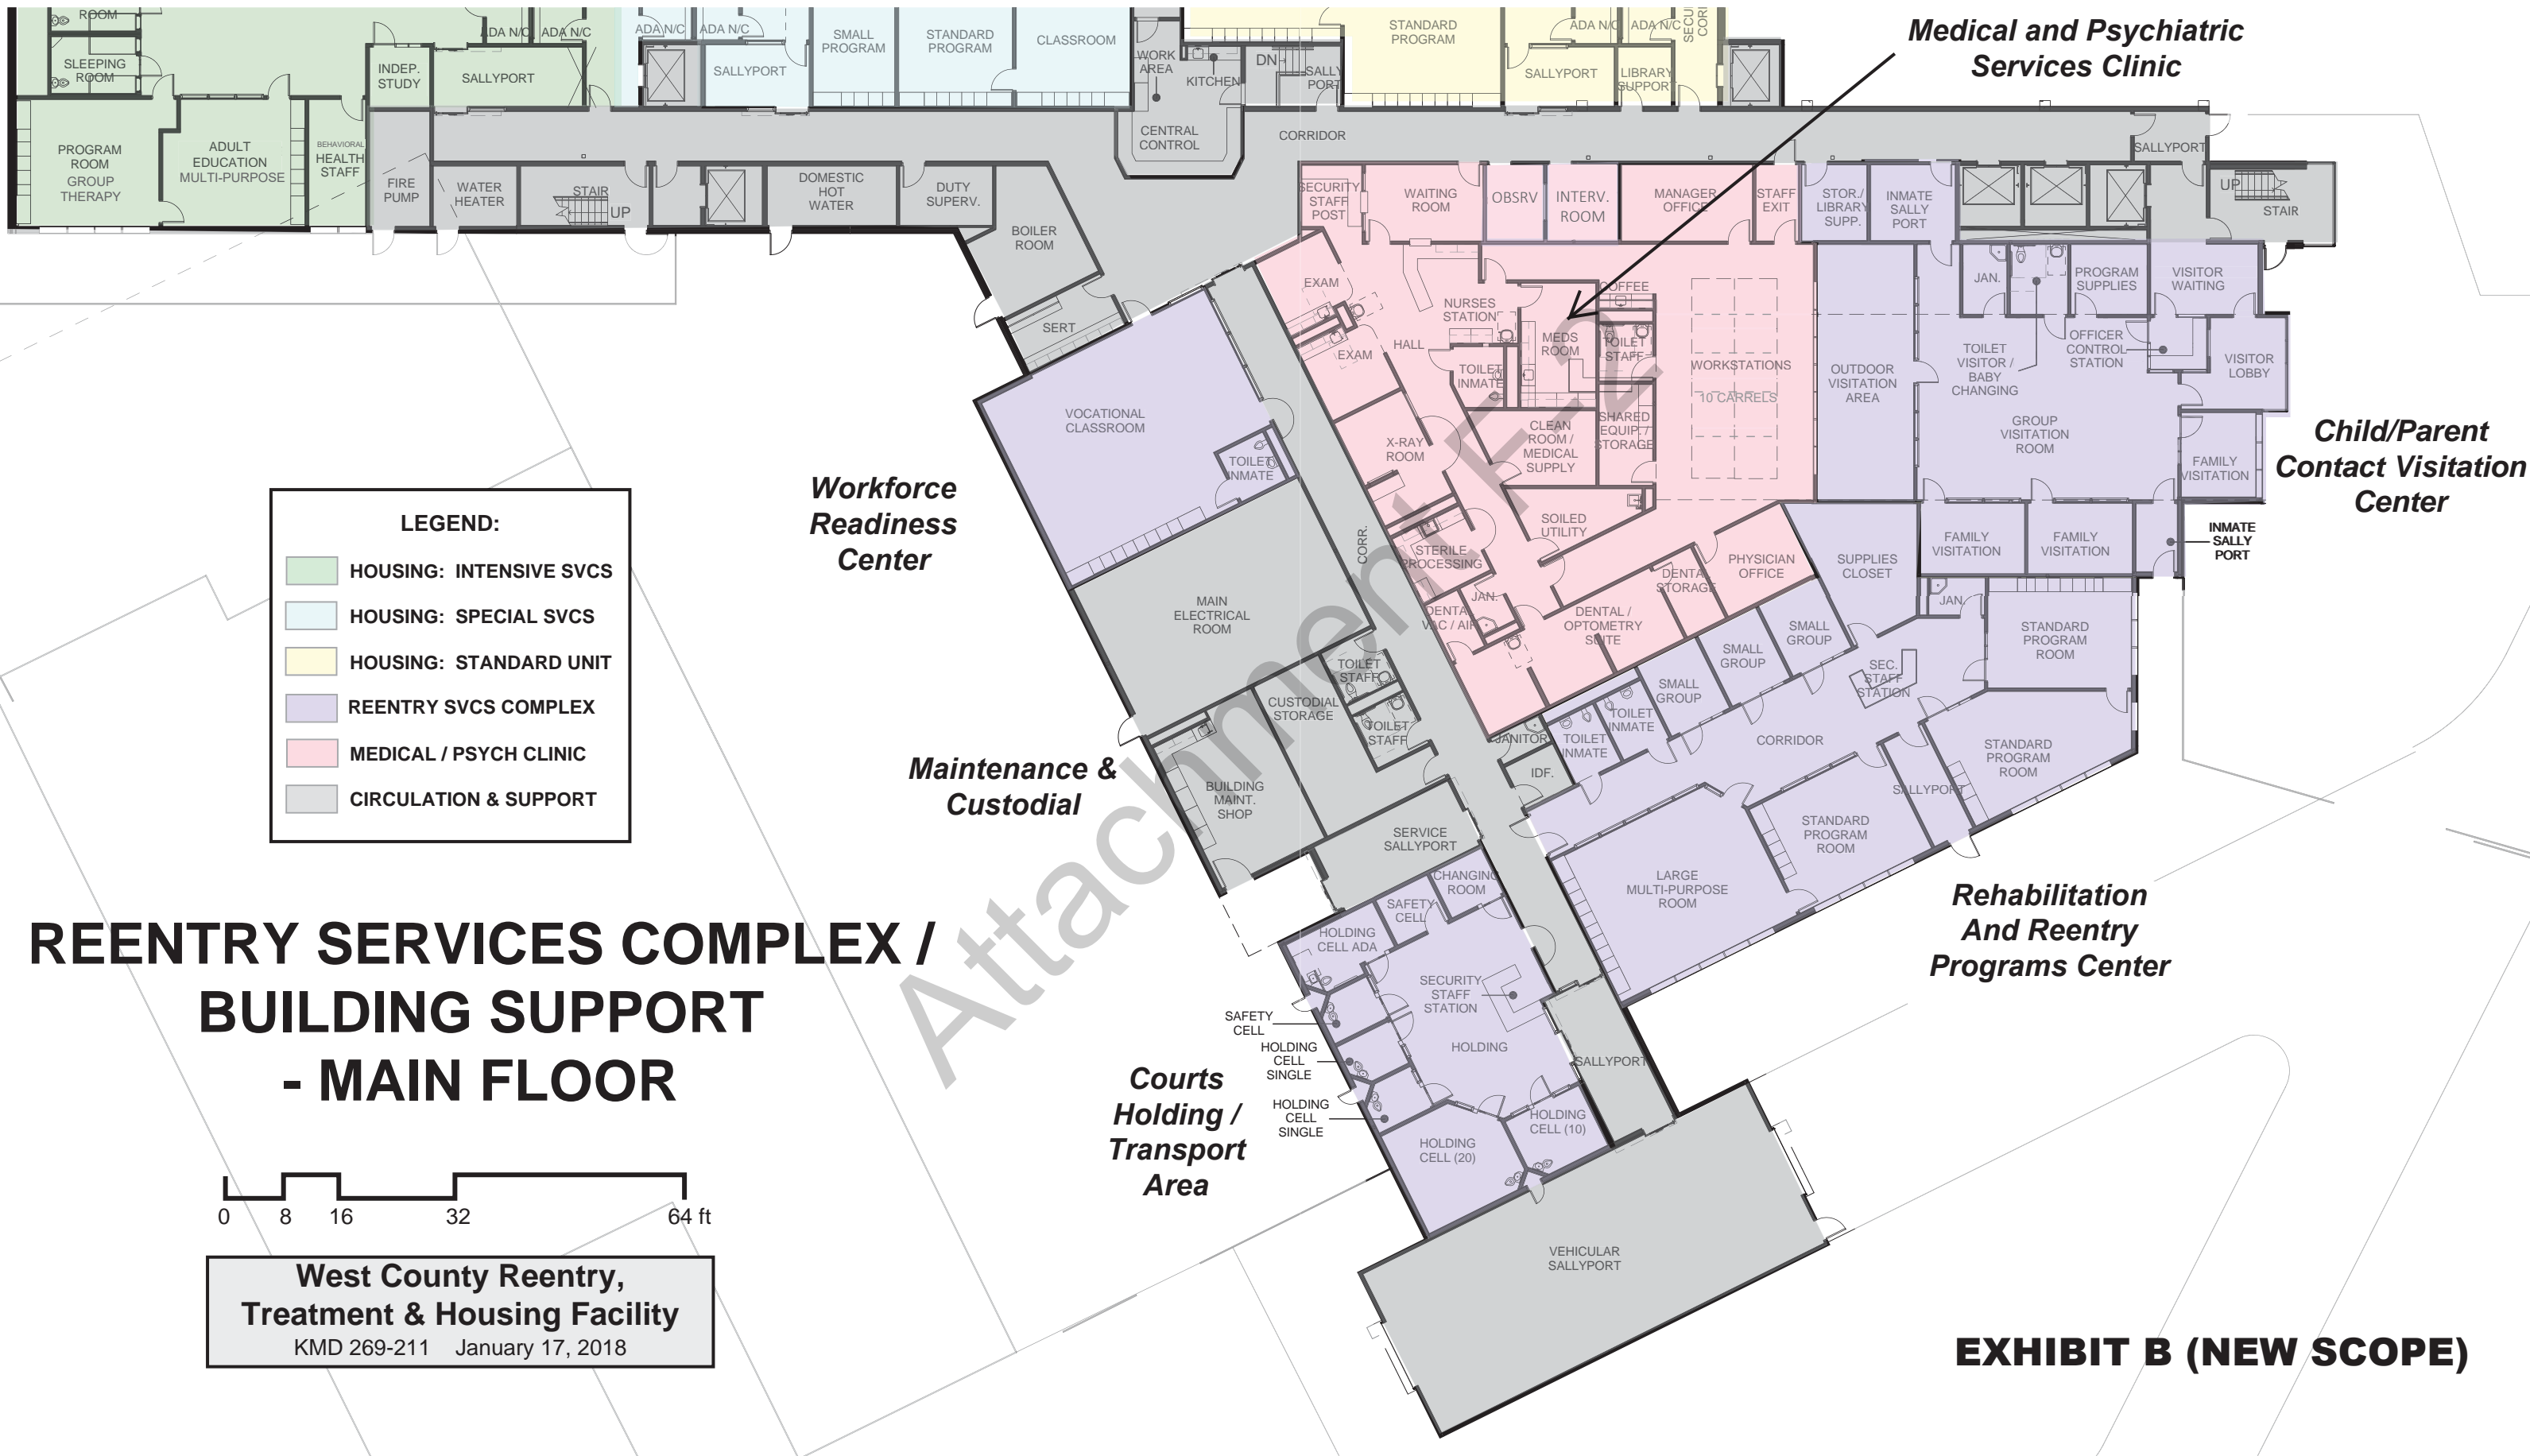 ROOM
ADA N/C
ADA N/C
ADA N/C
ADA N/C
SMALL
PROGRAM
STANDARD
PROGRAM
CLASSROOM
STANDARD
PROGRAM
ADA N/C
ADA N/C
Medical and Psychiatric
Services Clinic
SLEEPING
ROOM
INDEP.
STUDY
SALLYPORT
SALLYPORT
WORK
AREA
KITCHEN
DN
SALLY
PORT
SALLYPORT
LIBRARY
SUPPORT
PROGRAM
ROOM
GROUP
THERAPY
ADULT
EDUCATION
MULTI-PURPOSE
BEHAVIORAL
HEALTH
STAFF
CENTRAL
CONTROL
CORRIDOR
SALLYPORT
FIRE
PUMP
WATER
HEATER
STAIR
UP
DOMESTIC
HOT
WATER
DUTY
SUPERV.
BOILER
ROOM
SERT
SECURITY
STAFF
POST
WAITING
ROOM
OBSRV
INTERV.
ROOM
MANAGER
OFFICE
STAFF
EXIT
STOR./
LIBRARY
SUPP.
INMATE
SALLY
PORT
UP
STAIR
EXAM
EXAM
HALL
NURSES
STATION
TOILET
INMATE
MEDS
ROOM
COFFEE
TOILET
STAFF
WORKSTATIONS
10 CARRELS
SHARED
EQUIP./
STORAGE
CLEAN
ROOM /
MEDICAL
SUPPLY
X-RAY
ROOM
SOILED
UTILITY
STERILE
PROCESSING
JAN.
DENTAL
VAC / AIR
DENTAL /
OPTOMETRY
SUITE
DENTAL
STORAGE
PHYSICIAN
OFFICE
OUTDOOR
VISITATION
AREA
JAN.
PROGRAM
SUPPLIES
VISITOR
WAITING
TOILET
VISITOR /
BABY
CHANGING
OFFICER
CONTROL
STATION
VISITOR
LOBBY
GROUP
VISITATION
ROOM
FAMILY
VISITATION
FAMILY
VISITATION
FAMILY
VISITATION
INMATE
SALLY
PORT
Child/Parent
Contact Visitation
Center
VOCATIONAL
CLASSROOM
TOILET
INMATE
CORR.
Workforce
Readiness
Center
MAIN
ELECTRICAL
ROOM
TOILET
STAFF
TOILET
STAFF
CUSTODIAL
STORAGE
BUILDING
MAINT.
SHOP
Maintenance &
Custodial
SERVICE
SALLYPORT
SUPPLIES
CLOSET
JAN.
STANDARD
PROGRAM
ROOM
SMALL
GROUP
SMALL
GROUP
SMALL
GROUP
SEC.
STAFF
STATION
TOILET
INMATE
TOILET
INMATE
JANITOR
IDF.
CORRIDOR
SALLYPORT
STANDARD
PROGRAM
ROOM
STANDARD
PROGRAM
ROOM
LARGE
MULTI-PURPOSE
ROOM
Rehabilitation
And Reentry
Programs Center
CHANGING
ROOM
SAFETY
CELL
HOLDING
CELL ADA
SECURITY
STAFF
STATION
SAFETY
CELL
HOLDING
CELL
SINGLE
HOLDING
CELL
SINGLE
HOLDING
SALLYPORT
HOLDING
CELL (20)
HOLDING
CELL (10)
Courts
Holding /
Transport
Area
VEHICULAR
SALLYPORT
Attachment F-2
LEGEND:
HOUSING: INTENSIVE SVCS
HOUSING: SPECIAL SVCS
HOUSING: STANDARD UNIT
REENTRY SVCS COMPLEX
MEDICAL / PSYCH CLINIC
CIRCULATION & SUPPORT
REENTRY SERVICES COMPLEX /
BUILDING SUPPORT
- MAIN FLOOR
0 8 16 32 64 ft
West County Reentry,
Treatment & Housing Facility
KMD 269-211 January 17, 2018
EXHIBIT B (NEW SCOPE)